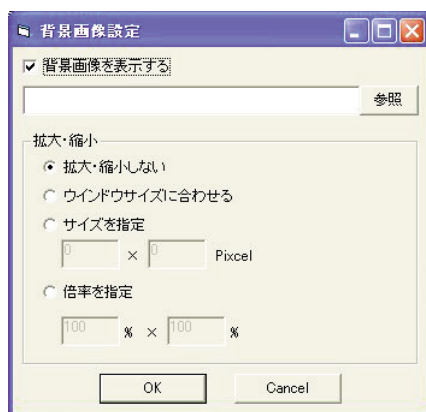 背景画像設定
背景画像を表示する
参照
拡大・縮小
拡大・縮小しない
ウインドウサイズに合わせる
サイズを指定
0 × 0 Pixcel
倍率を指定
100 % × 100 %
OK Cancel